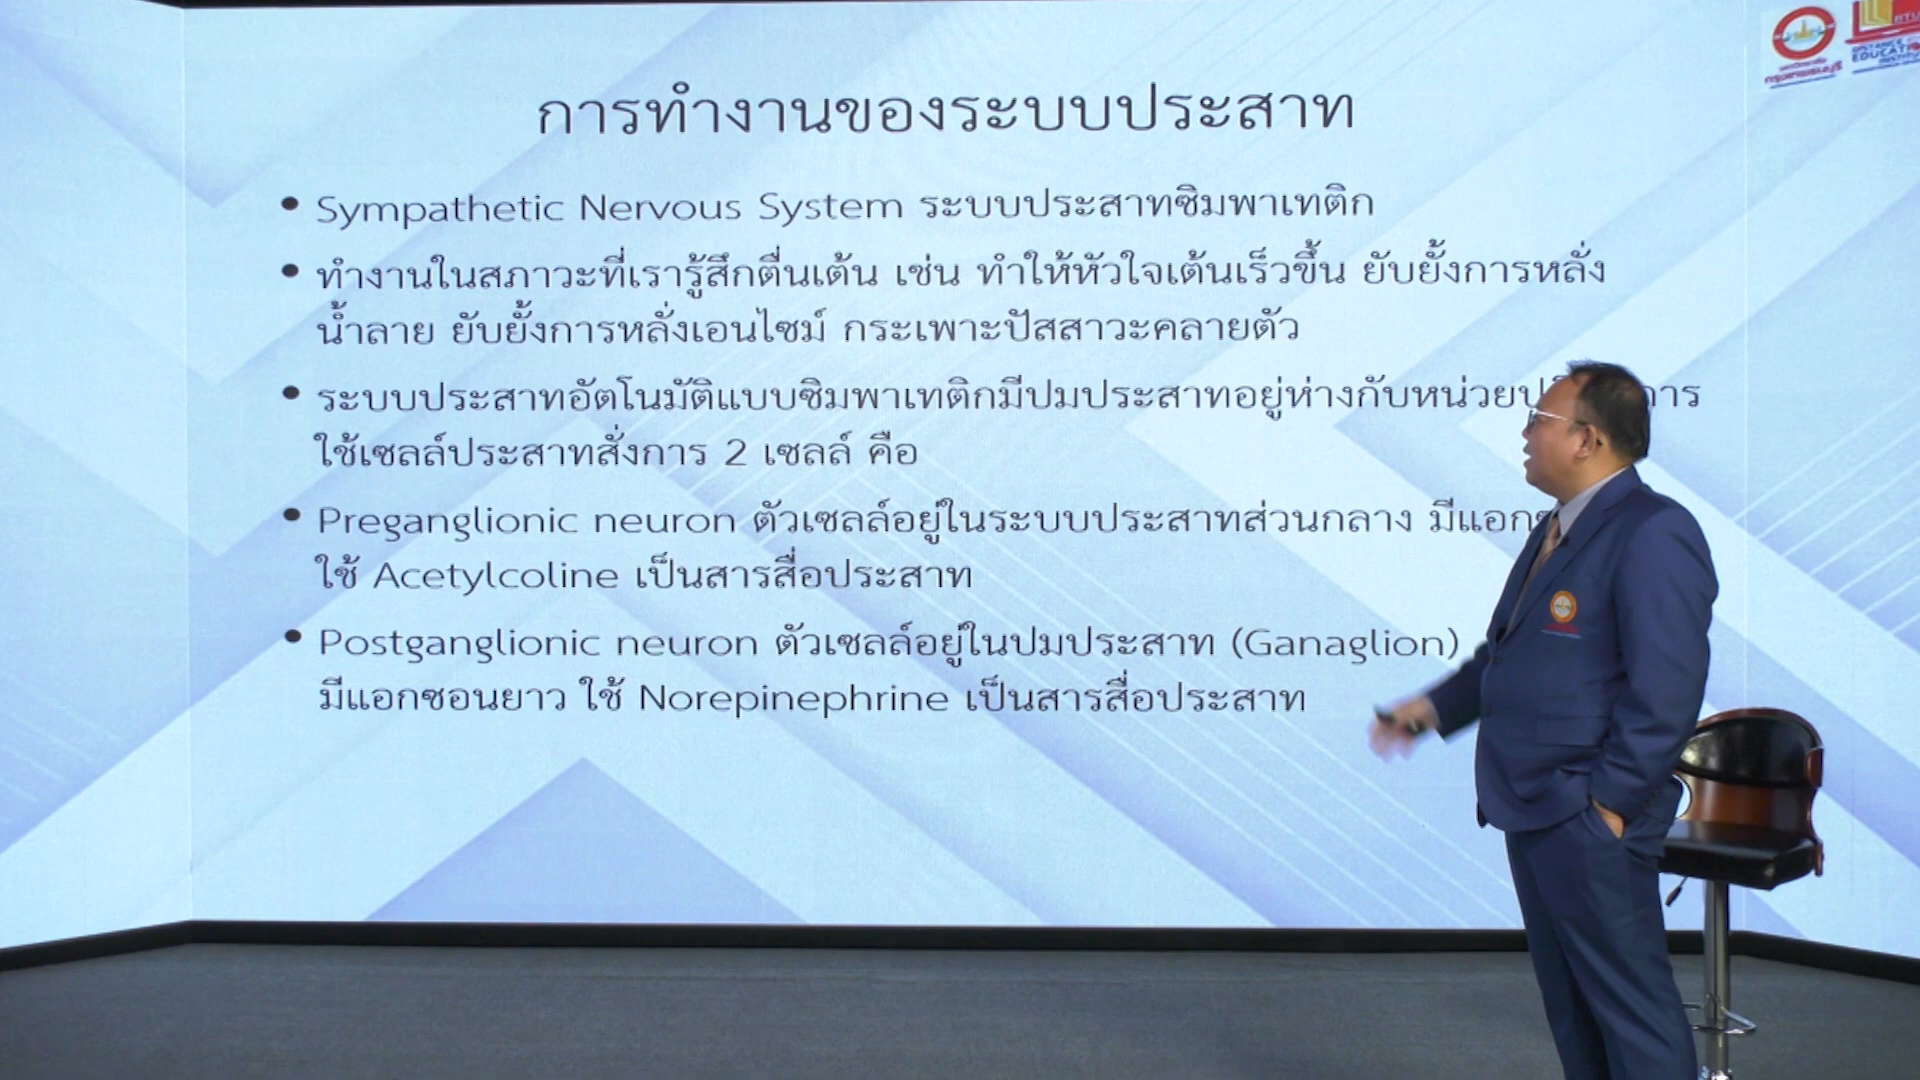 การทำงานของระบบประสาท
• Sympathetic Nervous System ระบบประสาทซิมพาเทติก
• ทำงานในสภาวะที่เรารู้สึกตื่นเต้น เช่น ทำให้หัวใจเต้นเร็วขึ้น ยับยั้งการหลั่ง
น้ำลาย ยับยั้งการหลั่งเอนไซม์ กระเพาะปัสสาวะคลายตัว
• ระบบประสาทอัตโนมัติแบบซิมพาเทติกมีปมประสาทอยู่ห่างกับหน่วย
ใช้เซลล์ประสาทสั่งการ 2 เซลล์ คือ
• Preganglionic neuron ตัวเซลล์อยู่ในระบบประสาทส่วนกลาง
ใช้ Acetylcoline เป็นสารสื่อประสาท
• Postganglionic neuron ตัวเซลล์อยู่ในปมประสาท (Ganaglion)
มีแอกซอนยาว ใช้ Norepinephrine เป็นสารสื่อประสาท
กรุงเทพธนบุรี